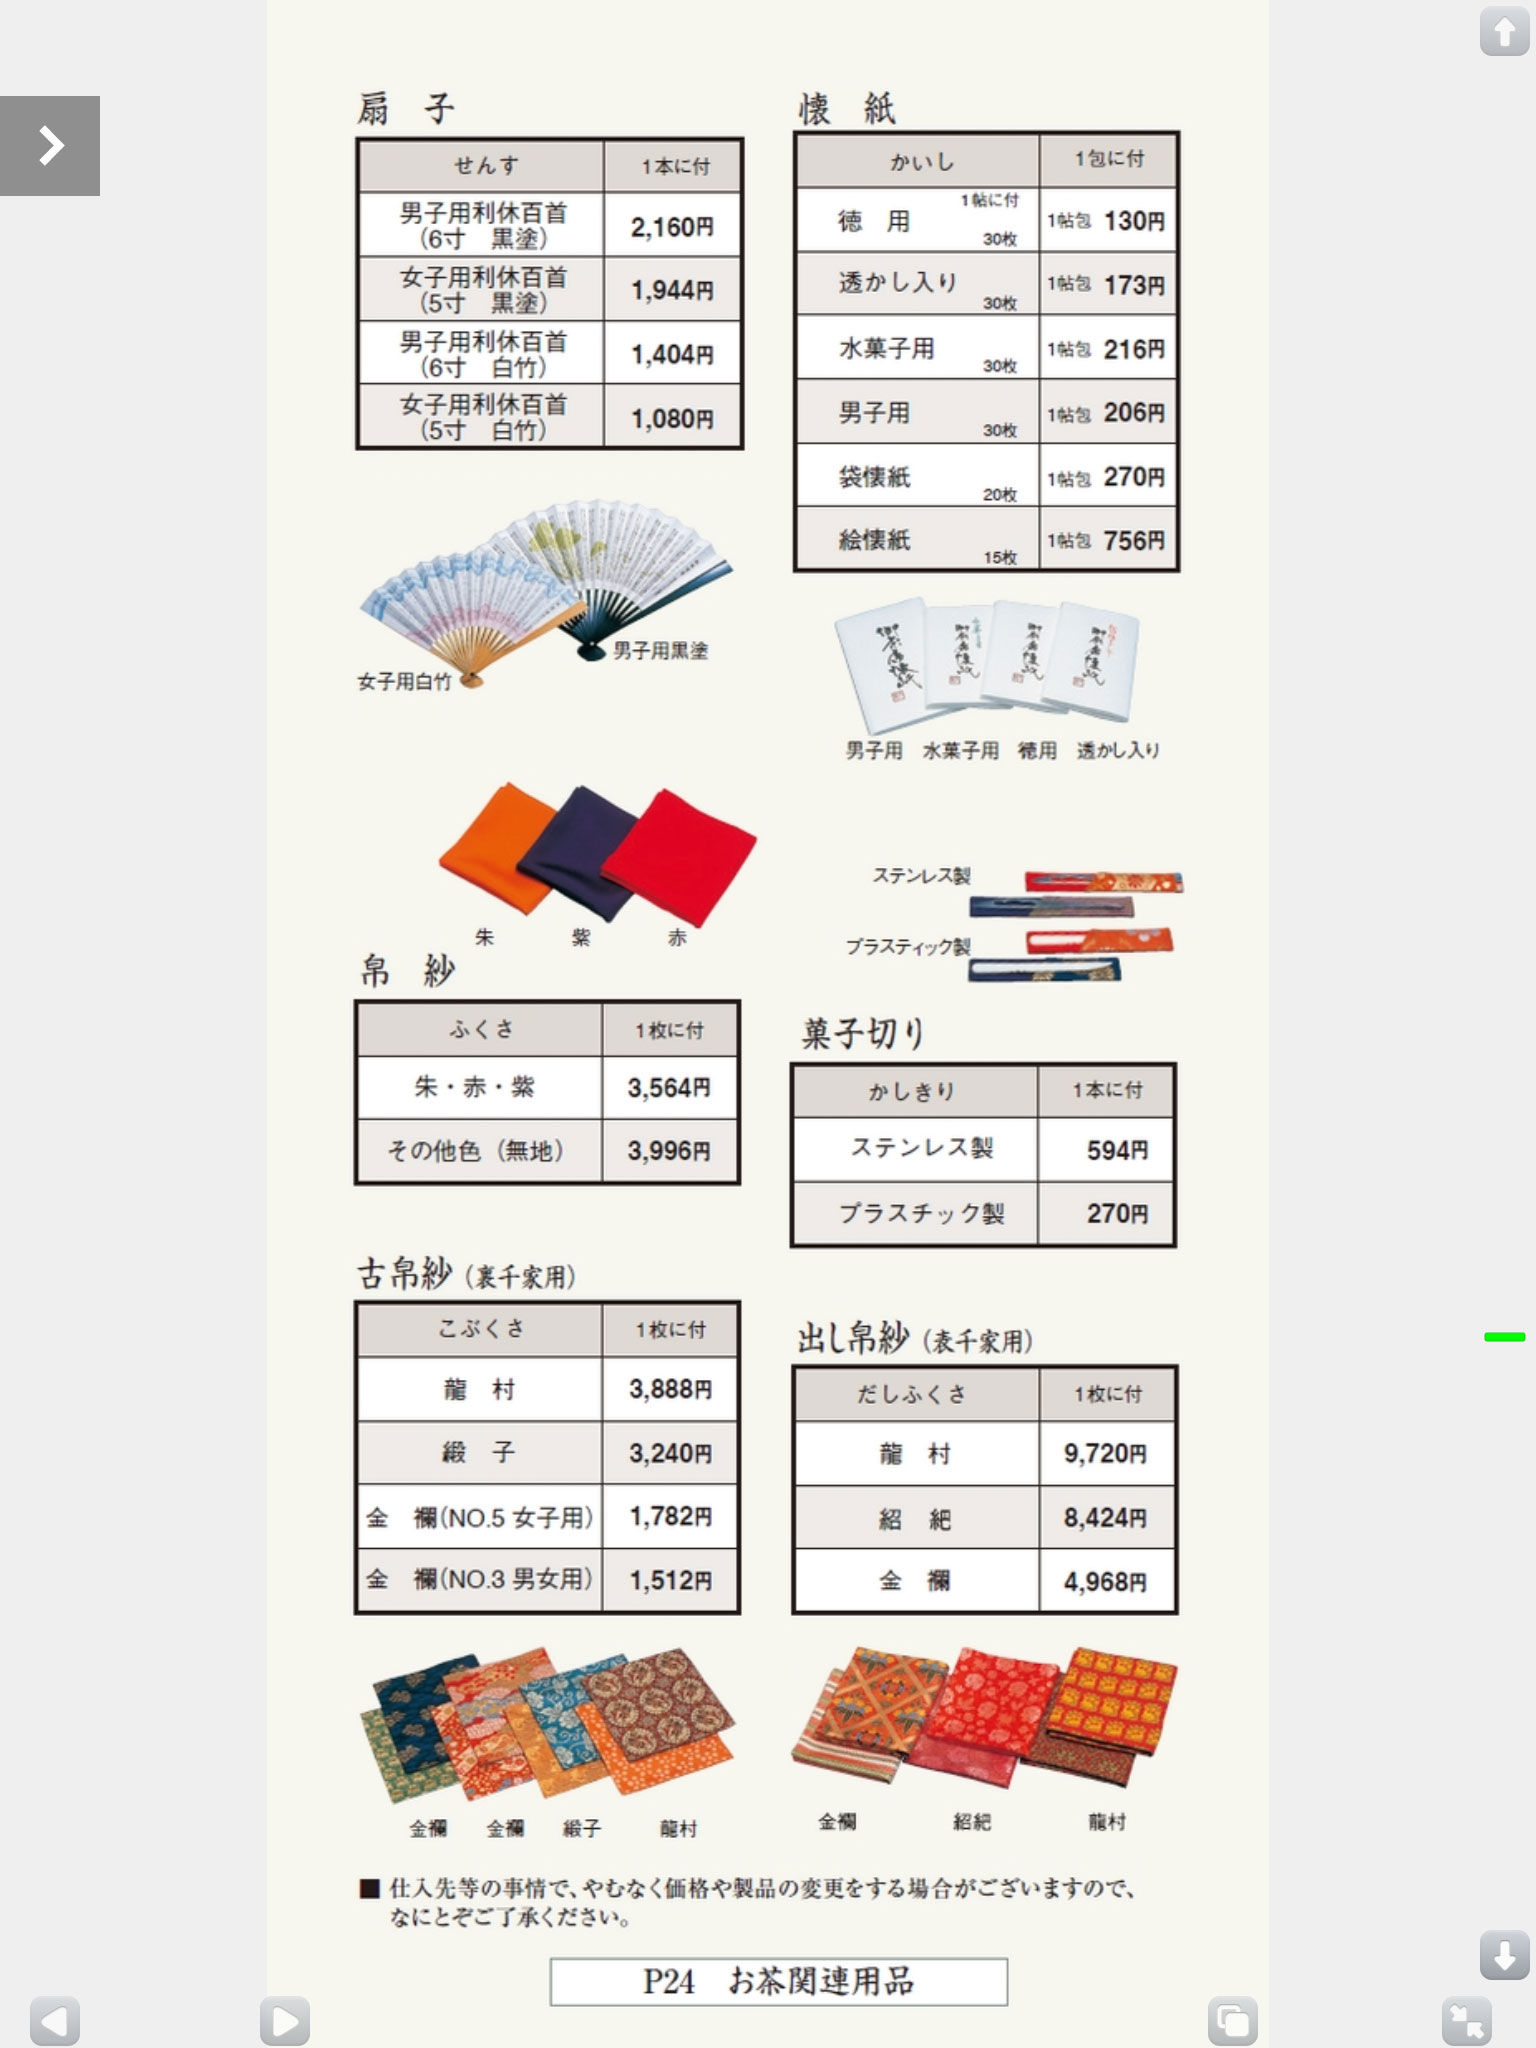 扇　子
せんす　1本に付
男子用利休百首
（6寸　黒塗）　2,160円
女子用利休百首
（5寸　黒塗）　1,944円
男子用利休百首
（6寸　白竹）　1,404円
女子用利休百首
（5寸　白竹）　1,080円
男子用黒塗
女子用白竹
懐　紙
かいし　1包に付
1帖に付
徳　用　30枚　1帖包　130円
透かし入り　30枚　1帖包　173円
水菓子用　30枚　1帖包　216円
男子用　30枚　1帖包　206円
袋懐紙　20枚　1帖包　270円
絵懐紙　15枚　1帖包　756円
男子用　水菓子用　徳用　透かし入り
朱　紫　赤
帛　紗
ふくさ　1枚に付
朱・赤・紫　3,564円
その他色（無地）　3,996円
ステンレス製
プラスティック製
菓子切り
かしきり　1本に付
ステンレス製　594円
プラスチック製　270円
古帛紗（裏千家用）
こぶくさ　1枚に付
龍　村　3,888円
緞　子　3,240円
金　襴（NO.5 女子用）　1,782円
金　襴（NO.3 男女用）　1,512円
金襴　金襴　緞子　龍村
出し帛紗（表千家用）
だしふくさ　1枚に付
龍　村　9,720円
紹　紦　8,424円
金　襴　4,968円
金襴　紹紦　龍村
■ 仕入先等の事情で、やむなく価格や製品の変更をする場合がございますので、
なにとぞご了承ください。
P24　お茶関連用品